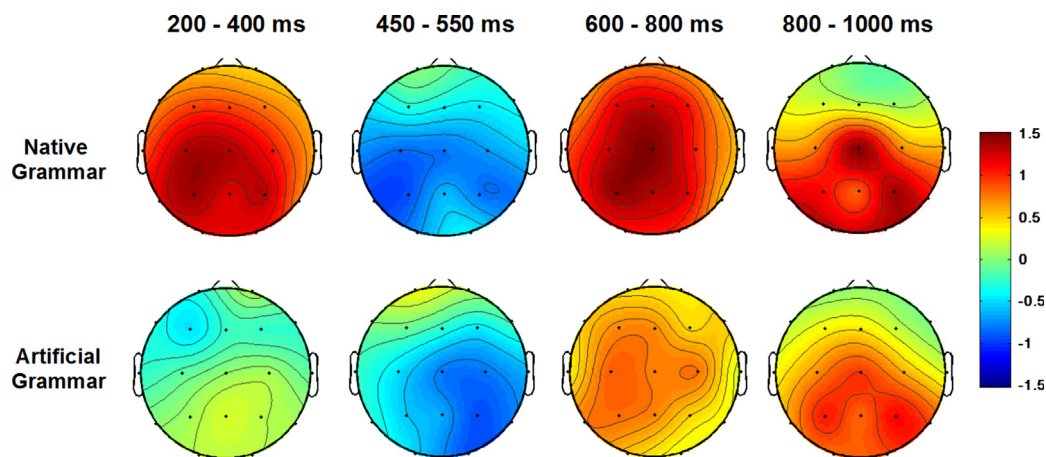 200 - 400 ms
450 - 550 ms
600 - 800 ms
800 - 1000 ms
Native
Grammar
1.5
1
0.5
0
-0.5
-1
-1.5
Artificial
Grammar